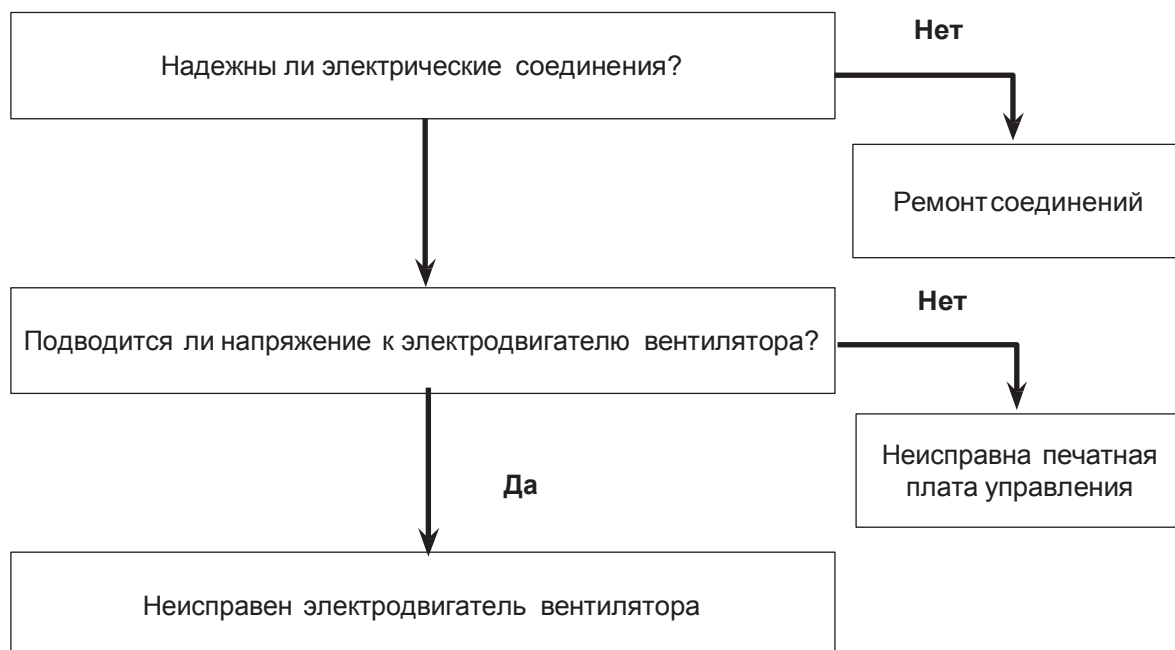 Нет
Надежны ли электрические соединения?
Ремонт соединений
Нет
Подводится ли напряжение к электродвигателю вентилятора?
Неисправна печатная
плата управления
Да
Неисправен электродвигатель вентилятора